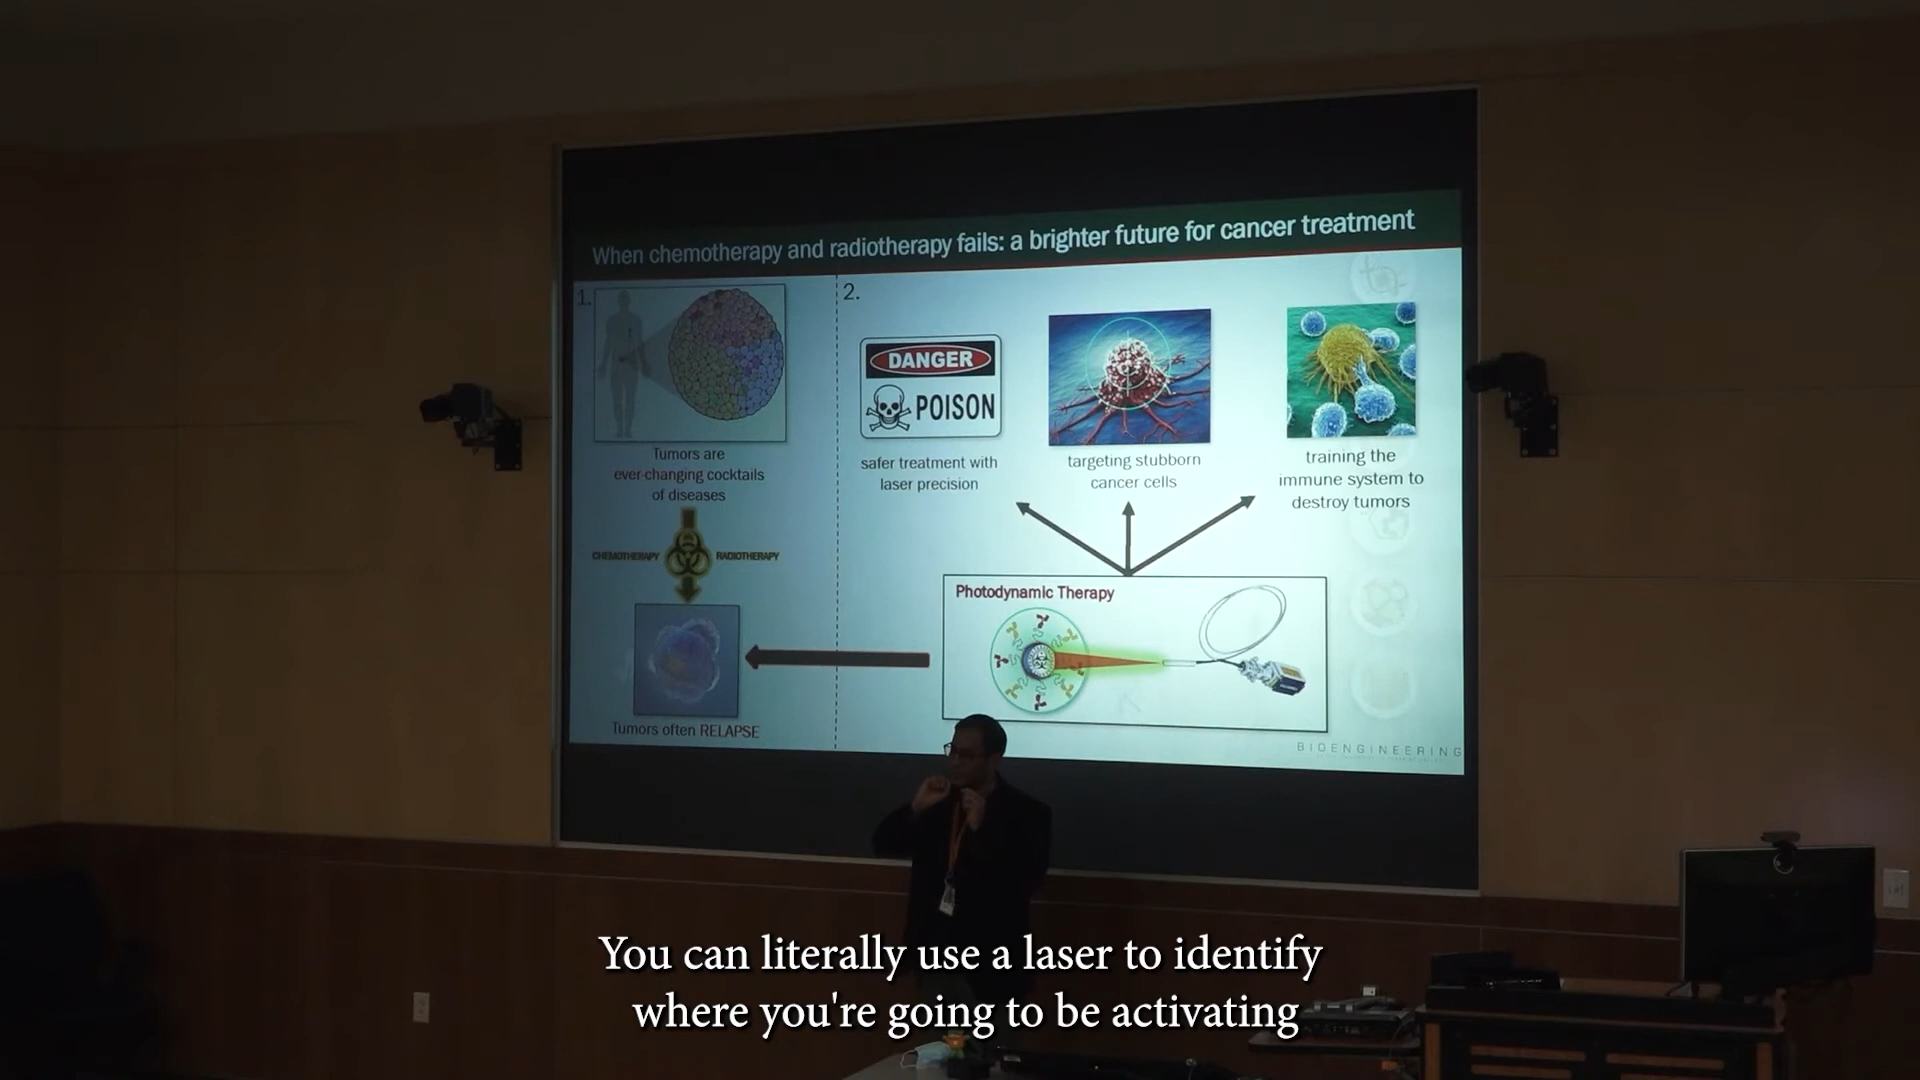 When chemotherapy and radiotherapy fails: a brighter future for cancer treatment
1.
Tumors are
ever-changing cocktails
of diseases
CHEMOTHERAPY
RADIOTHERAPY
Tumors often RELAPSE
2.
DANGER
POISON
safer treatment with
laser precision
targeting stubborn
cancer cells
training the
immune system to
destroy tumors
Photodynamic Therapy
BIOENGINEERING
You can literally use a laser to identify
where you're going to be activating